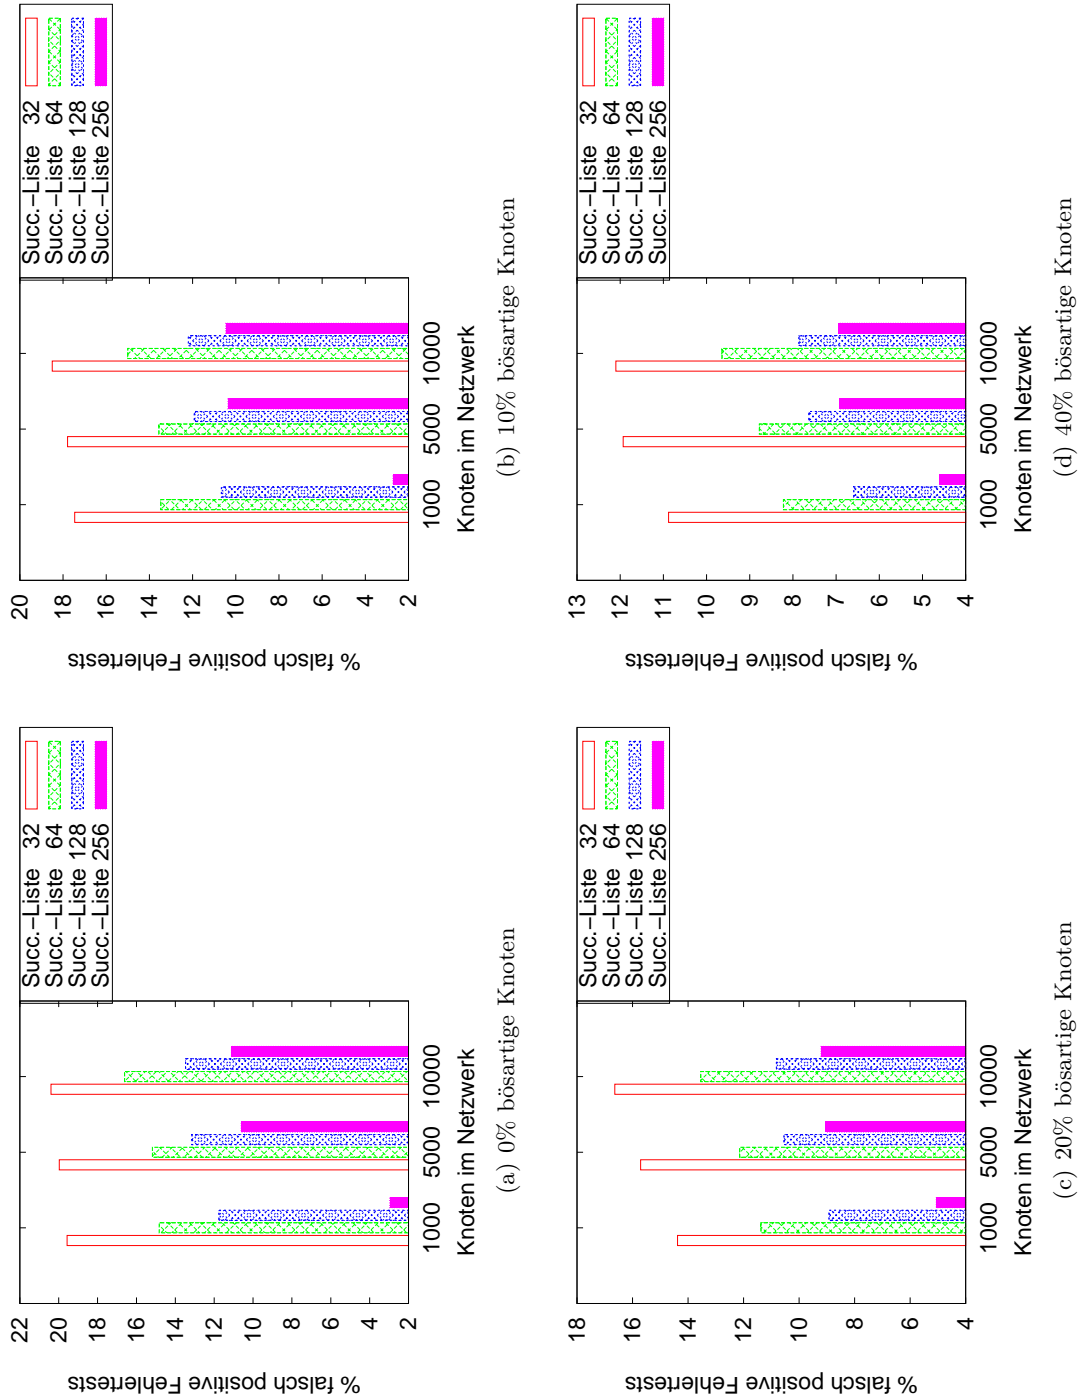 % falsch positive Fehlertests
22
20
18
16
14
12
10
8
6
4
2
1000 5000 10000
Knoten im Netzwerk
Succ.−Liste 32
Succ.−Liste 64
Succ.−Liste 128
Succ.−Liste 256
(a) 0% bösartige Knoten
% falsch positive Fehlertests
20
18
16
14
12
10
8
6
4
2
1000 5000 10000
Knoten im Netzwerk
Succ.−Liste 32
Succ.−Liste 64
Succ.−Liste 128
Succ.−Liste 256
(b) 10% bösartige Knoten
% falsch positive Fehlertests
18
16
14
12
10
8
6
4
1000 5000 10000
Knoten im Netzwerk
Succ.−Liste 32
Succ.−Liste 64
Succ.−Liste 128
Succ.−Liste 256
(c) 20% bösartige Knoten
% falsch positive Fehlertests
13
12
11
10
9
8
7
6
5
4
1000 5000 10000
Knoten im Netzwerk
Succ.−Liste 32
Succ.−Liste 64
Succ.−Liste 128
Succ.−Liste 256
(d) 40% bösartige Knoten